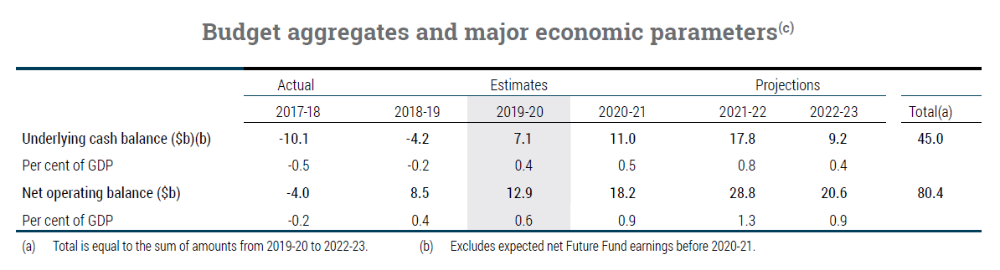 Budget aggregates and major economic parameters(c)
Actual Estimates Projections
2017-18 2018-19 2019-20 2020-21 2021-22 2022-23 Total(a)
Underlying cash balance ($b)(b) -10.1 -4.2 7.1 11.0 17.8 9.2 45.0
Per cent of GDP -0.5 -0.2 0.4 0.5 0.8 0.4
Net operating balance ($b) -4.0 8.5 12.9 18.2 28.8 20.6 80.4
Per cent of GDP -0.2 0.4 0.6 0.9 1.3 0.9
(a) Total is equal to the sum of amounts from 2019-20 to 2022-23. (b) Excludes expected net Future Fund earnings before 2020-21.